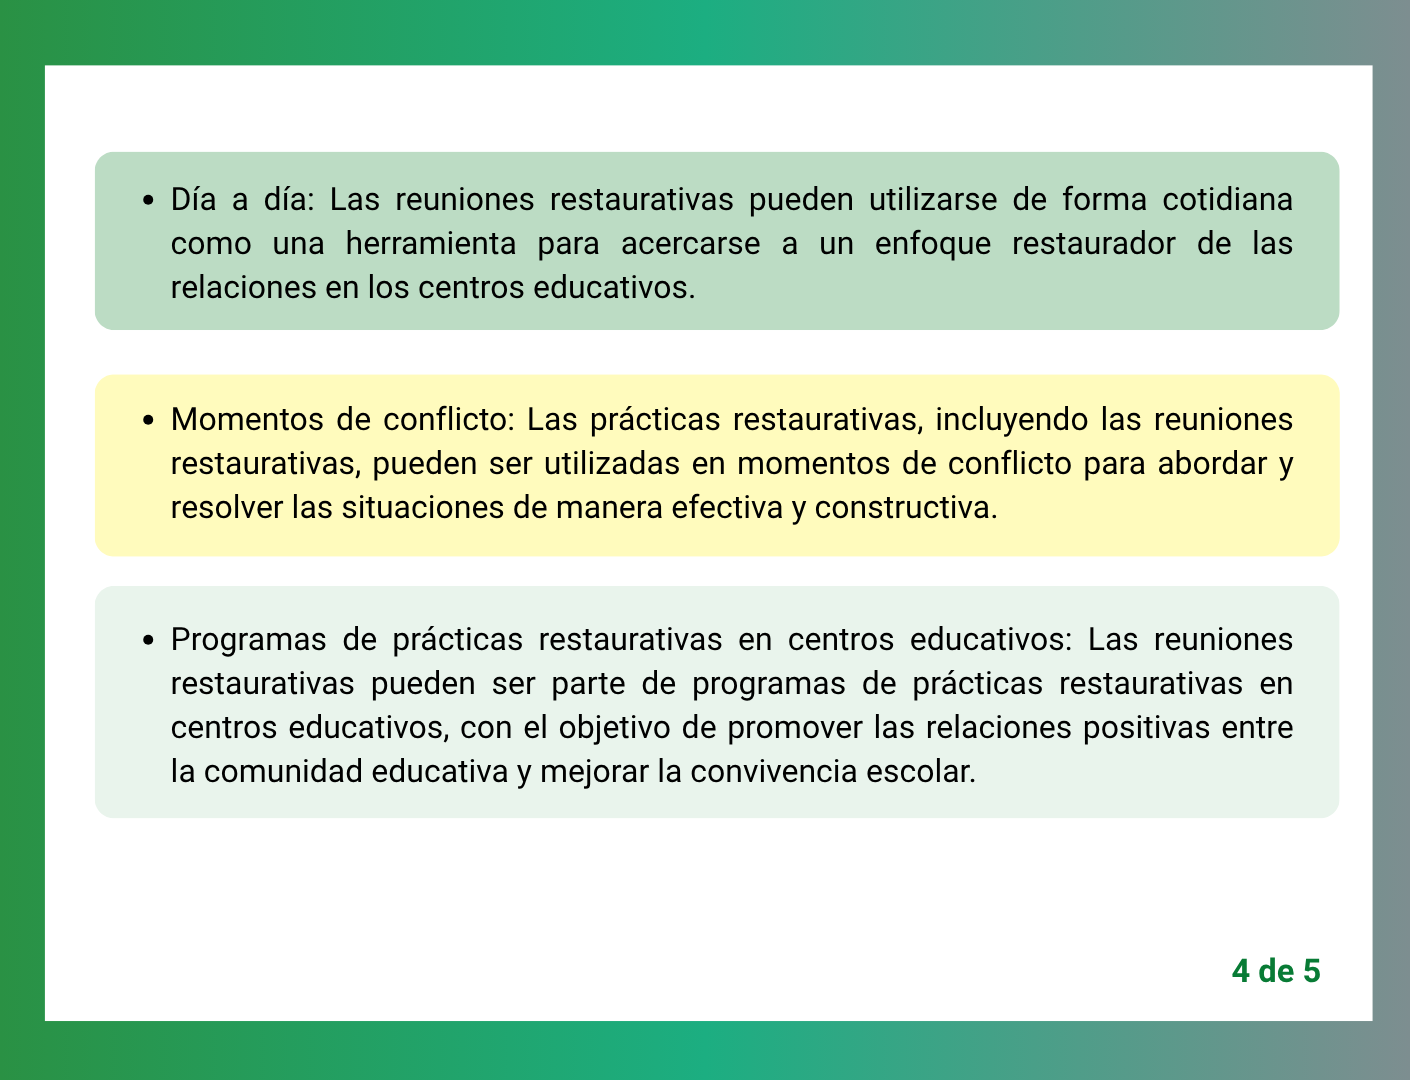 • Día a día: Las reuniones restaurativas pueden utilizarse de forma cotidiana
como una herramienta para acercarse a un enfoque restaurador de las
relaciones en los centros educativos.
• Momentos de conflicto: Las prácticas restaurativas, incluyendo las reuniones
restaurativas, pueden ser utilizadas en momentos de conflicto para abordar y
resolver las situaciones de manera efectiva y constructiva.
• Programas de prácticas restaurativas en centros educativos: Las reuniones
restaurativas pueden ser parte de programas de prácticas restaurativas en
centros educativos, con el objetivo de promover las relaciones positivas entre
la comunidad educativa y mejorar la convivencia escolar.
4 de 5